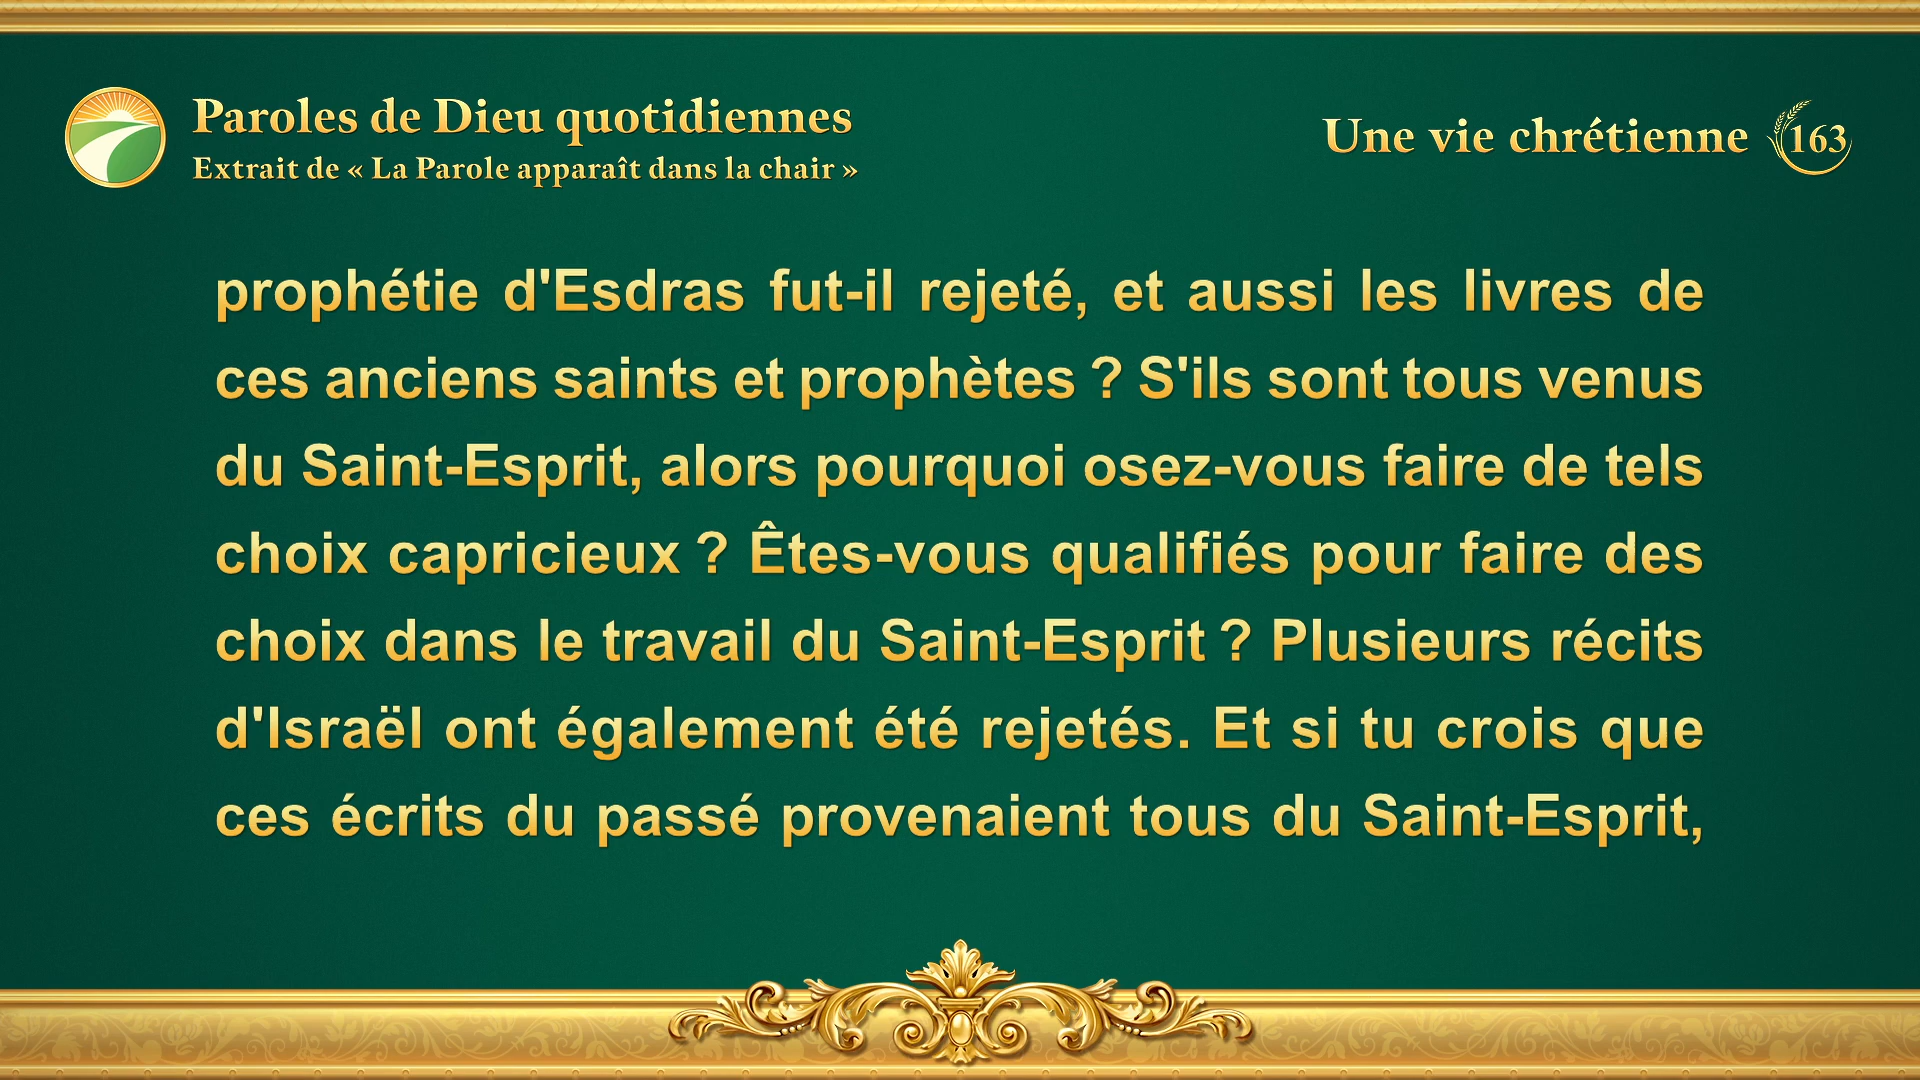 Paroles de Dieu quotidiennes
Extrait de « La Parole apparaît dans la chair »
Une vie chrétienne 163
prophétie d'Esdras fut-il rejeté, et aussi les livres de
ces anciens saints et prophètes ? S'ils sont tous venus
du Saint-Esprit, alors pourquoi osez-vous faire de tels
choix capricieux ? Êtes-vous qualifiés pour faire des
choix dans le travail du Saint-Esprit ? Plusieurs récits
d'Israël ont également été rejetés. Et si tu crois que
ces écrits du passé provenaient tous du Saint-Esprit,